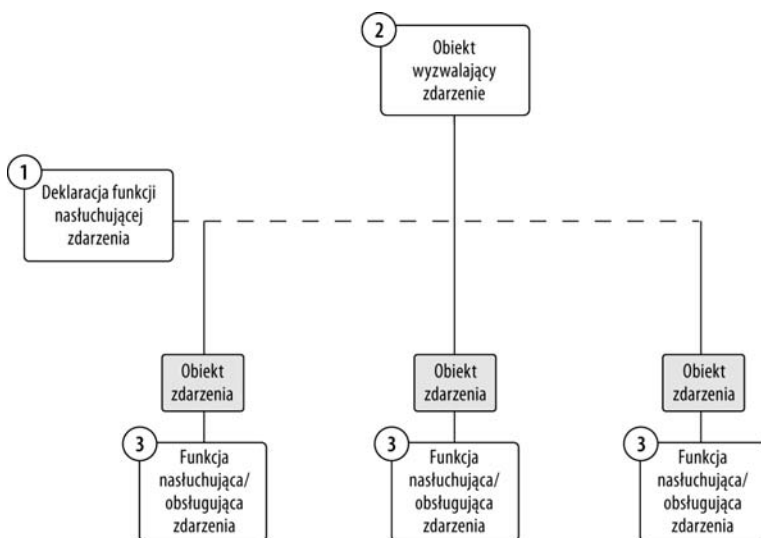 2
Obiekt
wyzwalający
zdarzenie
1
Deklaracja funkcji
nasłuchującej
zdarzenia
Obiekt
zdarzenia
Obiekt
zdarzenia
Obiekt
zdarzenia
3
Funkcja
nasłuchująca/
obsługująca
zdarzenia
3
Funkcja
nasłuchująca/
obsługująca
zdarzenia
3
Funkcja
nasłuchująca/
obsługująca
zdarzenia